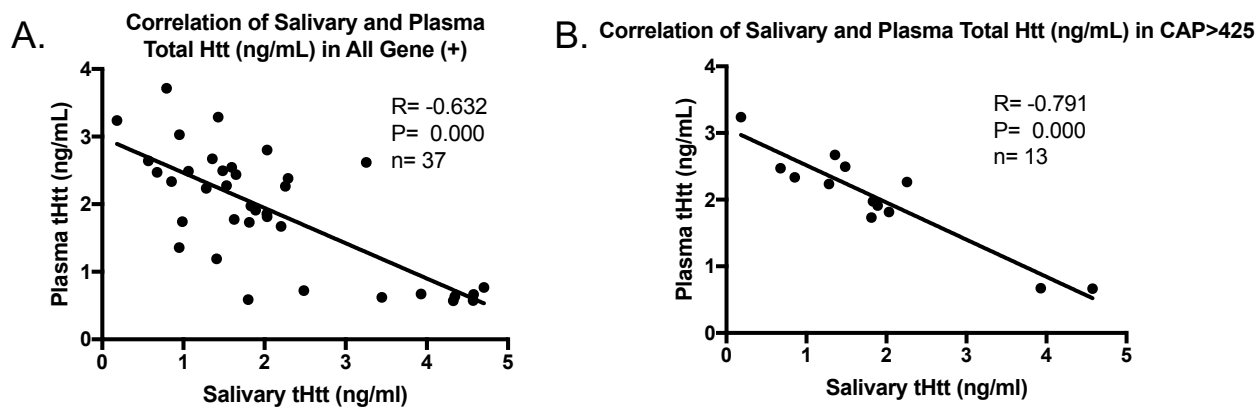 A.
Correlation of Salivary and Plasma
Total Htt (ng/mL) in All Gene (+)
R= -0.632
P=  0.000
n= 37
Plasma tHtt (ng/mL)
4
3
2
1
0
0 1 2 3 4 5
Salivary tHtt (ng/ml)
B. Correlation of Salivary and Plasma Total Htt (ng/mL) in CAP>425
R= -0.791
P=  0.000
n= 13
Plasma tHtt (ng/mL)
4
3
2
1
0
0 1 2 3 4 5
Salivary tHtt (ng/ml)